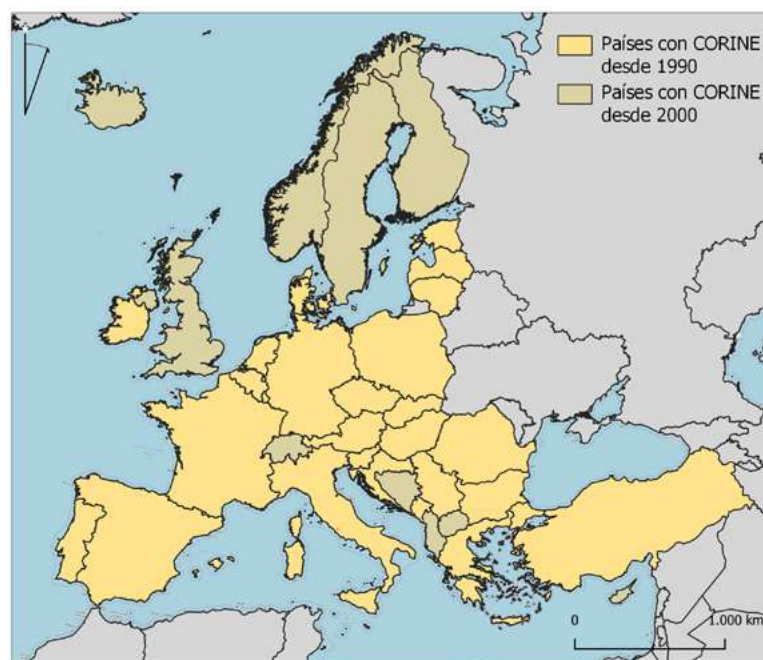 Países con CORINE
desde 1990
Países con CORINE
desde 2000
0 1.000 km